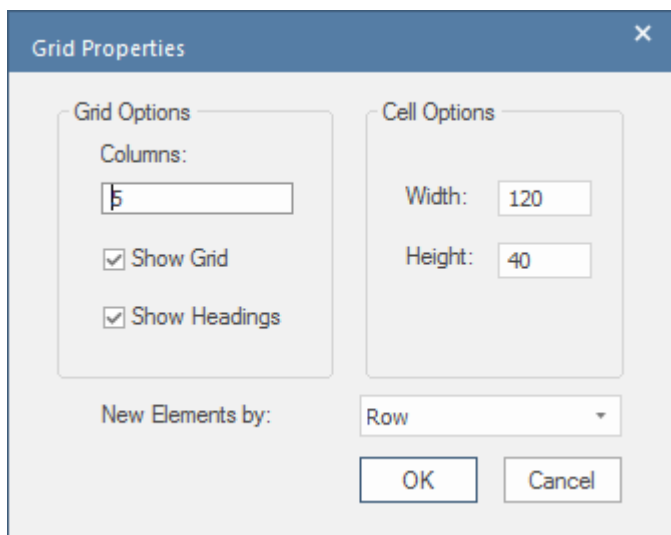 Grid Properties
Grid Options
Columns:
5
Show Grid
Show Headings
Cell Options
Width: 120
Height: 40
New Elements by: Row
OK Cancel